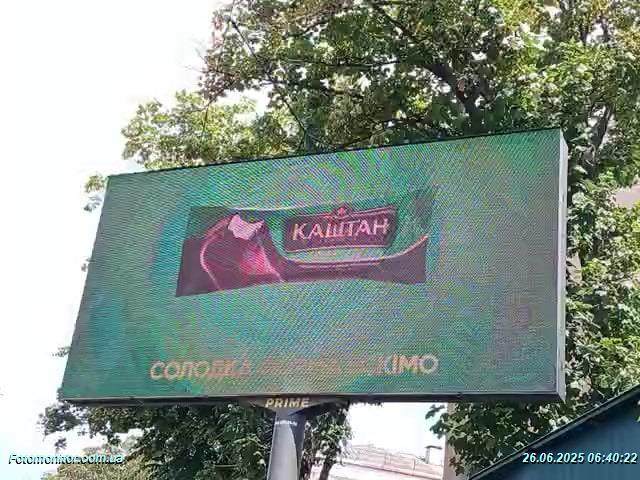 КАШТАН
СОЛОДКА
PRIME
Fotomonitor.com.ua
26.06.2025 06:40:22